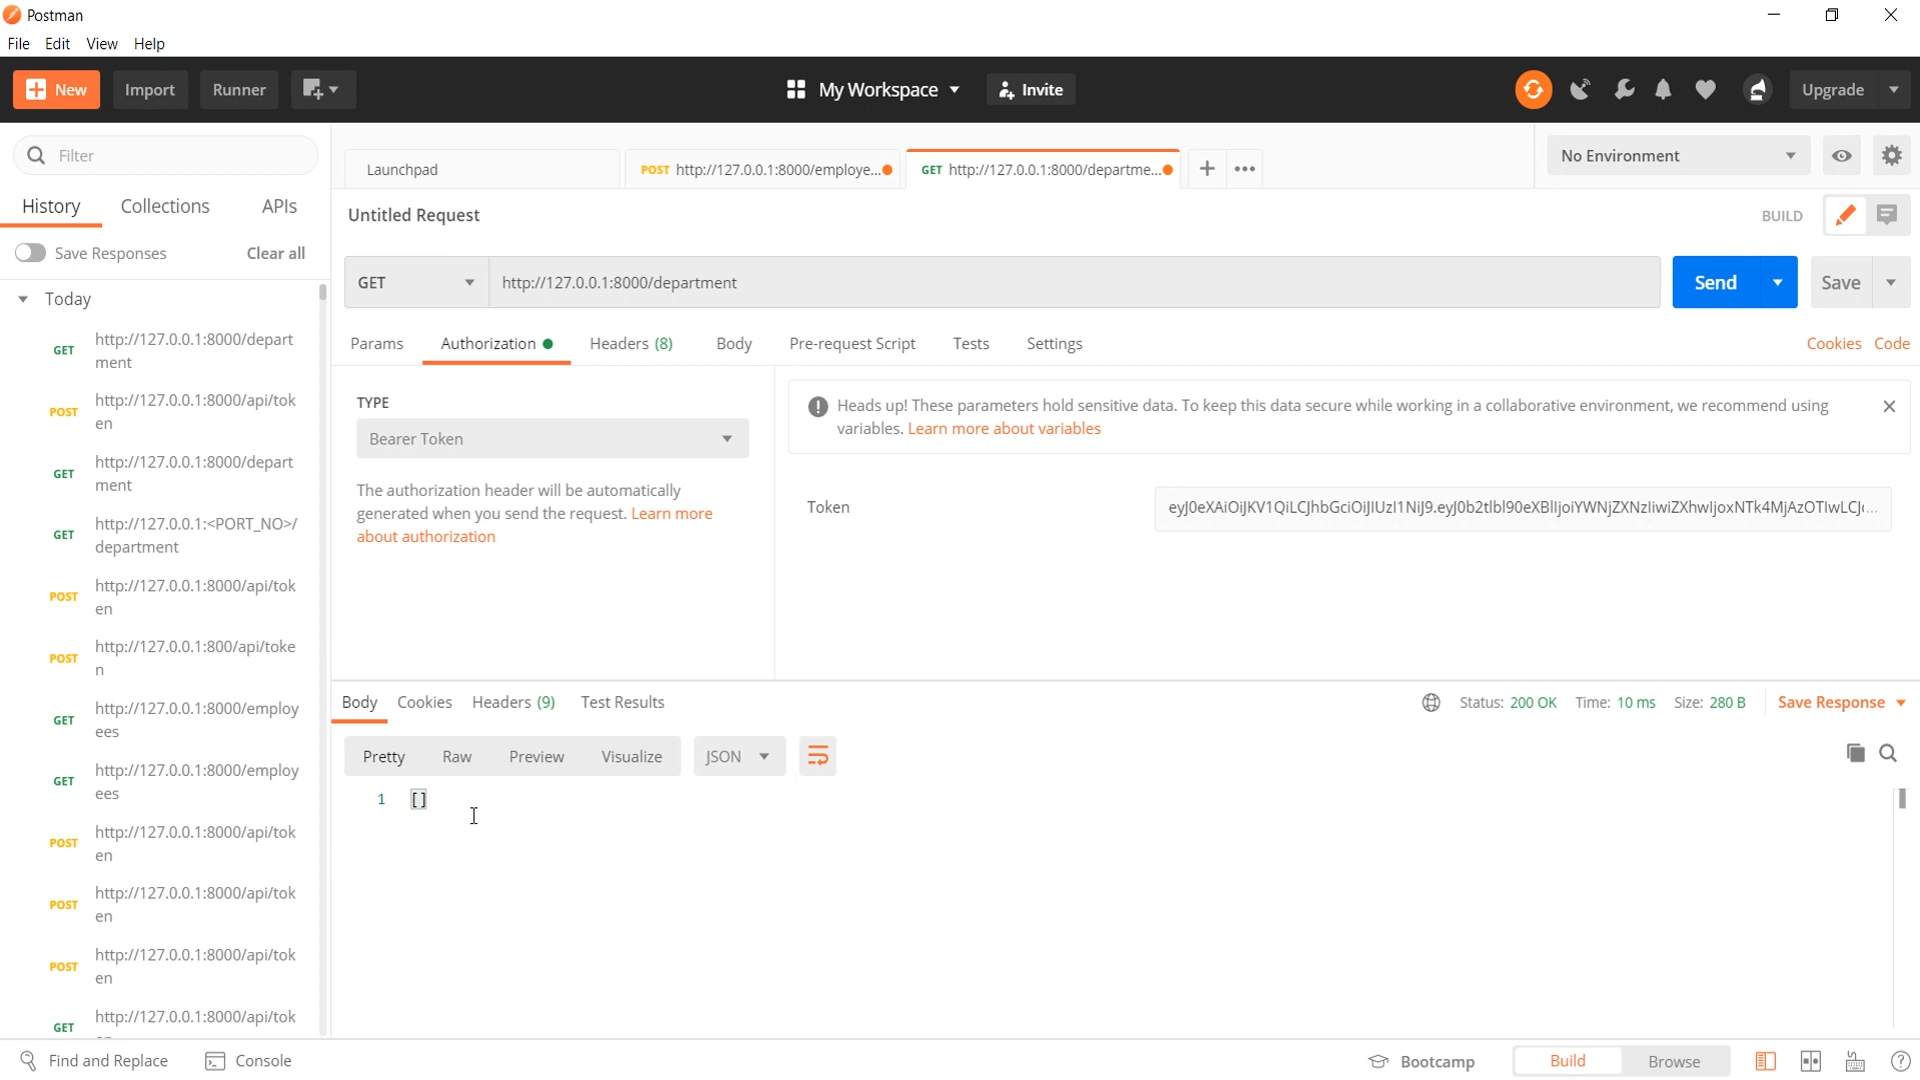 Postman
File Edit View Help
New Import Runner My Workspace Invite Upgrade
Filter
Launchpad POST http://127.0.0.1:8000/employe... GET http://127.0.0.1:8000/departme... No Environment
History Collections APIs
Untitled Request BUILD
Save Responses Clear all
GET http://127.0.0.1:8000/department Send Save
Today
Params Authorization Headers (8) Body Pre-request Script Tests Settings Cookies Code
GET http://127.0.0.1:8000/depart
ment
POST http://127.0.0.1:8000/api/tok
en
GET http://127.0.0.1:8000/depart
ment
GET http://127.0.0.1:<PORT_NO>/
department
POST http://127.0.0.1:8000/api/tok
en
POST http://127.0.0.1:800/api/toke
n
GET http://127.0.0.1:8000/employ
ees
GET http://127.0.0.1:8000/employ
ees
POST http://127.0.0.1:8000/api/tok
en
POST http://127.0.0.1:8000/api/tok
en
POST http://127.0.0.1:8000/api/tok
en
GET http://127.0.0.1:8000/api/tok
TYPE
Bearer Token
The authorization header will be automatically
generated when you send the request. Learn more
about authorization
Heads up! These parameters hold sensitive data. To keep this data secure while working in a collaborative environment, we recommend using
variables. Learn more about variables
Token
Body Cookies Headers (9) Test Results Status: 200 OK Time: 10 ms Size: 280 B Save Response
Pretty Raw Preview Visualize JSON
1 []
Find and Replace Console Bootcamp Build Browse